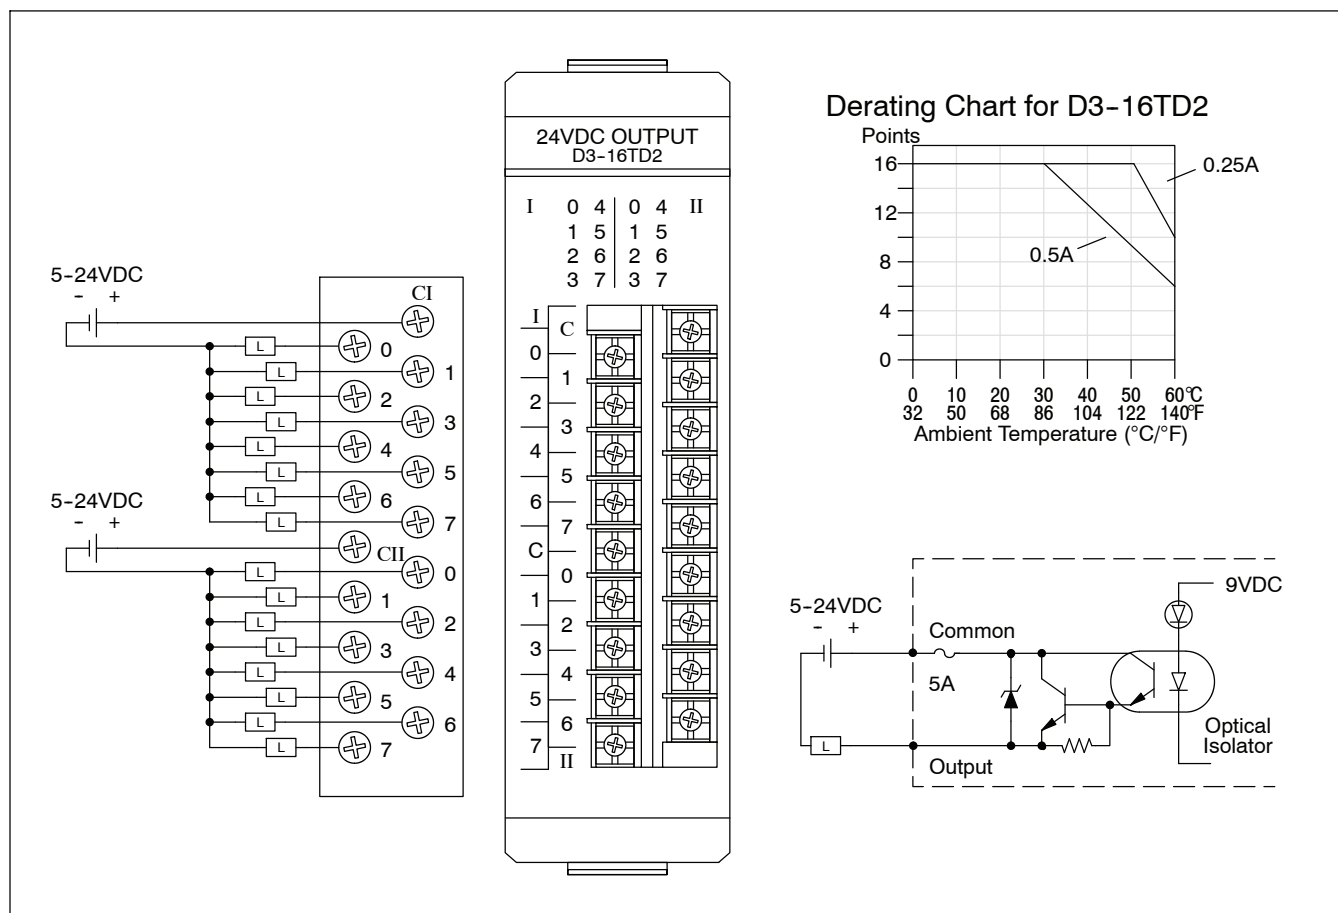 5-24VDC
- +
CI
L 0
L 1
L 2
L 3
L 4
L 5
L 6
L 7
5-24VDC
- +
CII
L 0
L 1
L 2
L 3
L 4
L 5
L 6
L 7
24VDC OUTPUT
D3-16TD2
I 0 4 0 4 II
1 5 1 5
2 6 2 6
3 7 3 7
I
C
0
1
2
3
4
5
6
7
C
0
1
2
3
4
5
6
7
II
Derating Chart for D3-16TD2
Points
16
12
8
4
0
0.25A
0.5A
0 10 20 30 40 50 60°C
32 50 68 86 104 122 140°F
Ambient Temperature (°C/°F)
5-24VDC
- +
Common
5A
L
Output
9VDC
Optical
Isolator